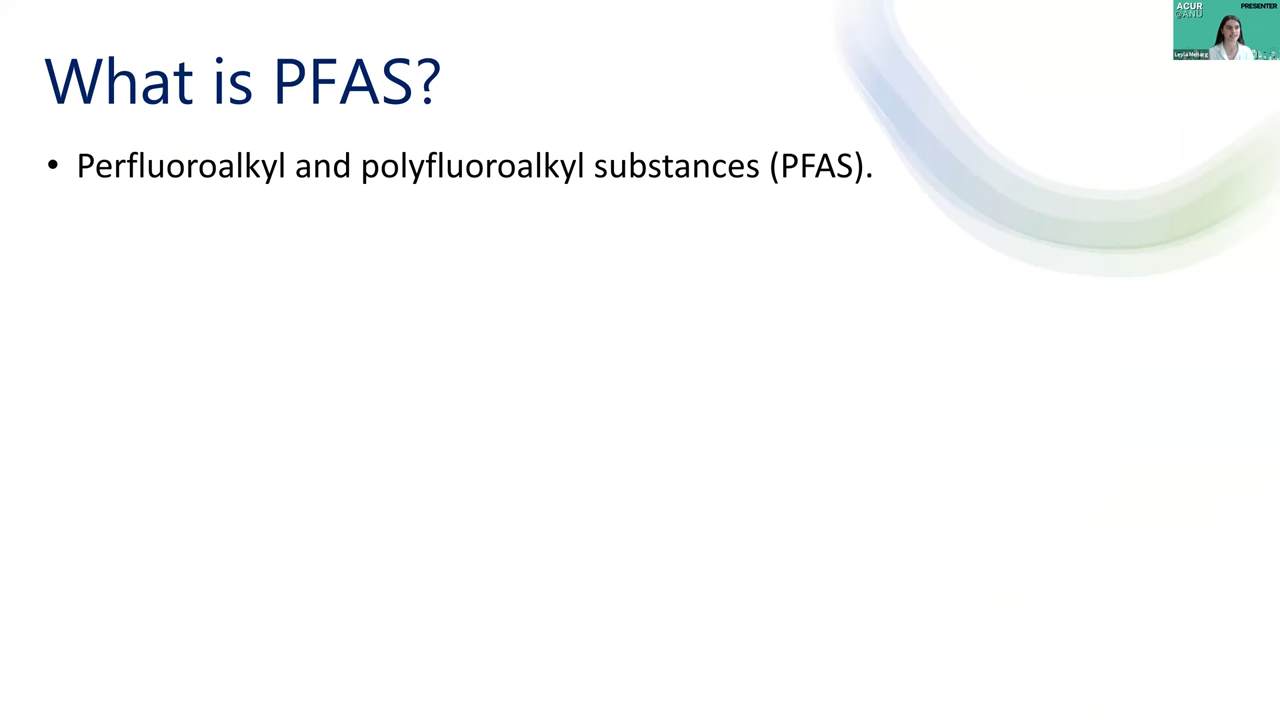 What is PFAS?
• Perfluoroalkyl and polyfluoroalkyl substances (PFAS).
ACUR
@ANU
PRESENTER